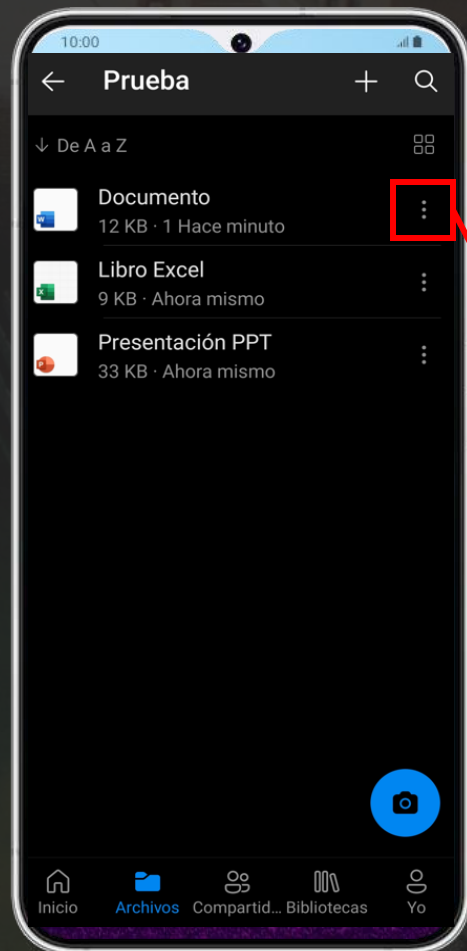 10:00
Prueba
De A a Z
Documento
12 KB · 1 Hace minuto
Libro Excel
9 KB · Ahora mismo
Presentación PPT
33 KB · Ahora mismo
Inicio Archivos Compartid... Bibliotecas Yo